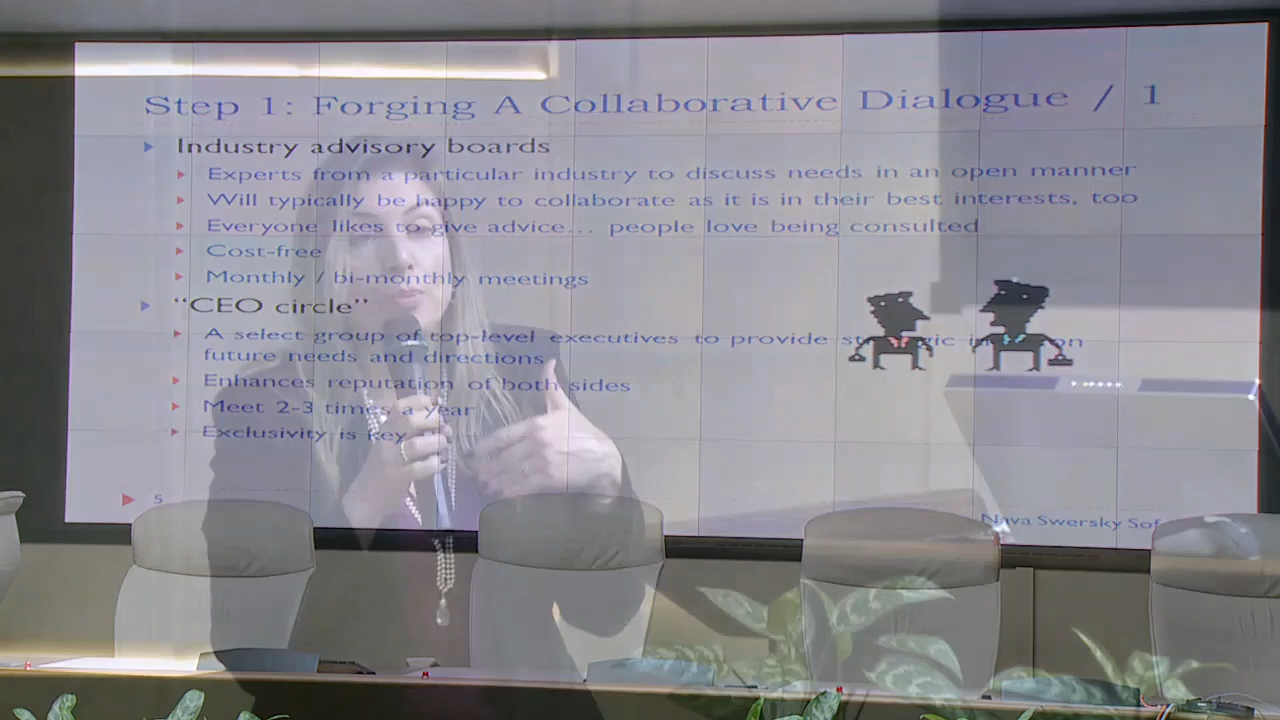 Step 1: Forging A Collaborative Dialogue / 1
Industry advisory boards
Experts from a particular industry to discuss needs in an open manner
Will typically be happy to collaborate as it is in their best interests, too
Everyone likes to give advice... people love being consulted
Cost-free
Monthly / bi-monthly meetings
“CEO circle”
A select group of top-level executives to provide on
future needs and directions
Enhances reputation of both sides
Meet 2-3 times a year
Exclusivity is key
5
Nava Swersky Sof